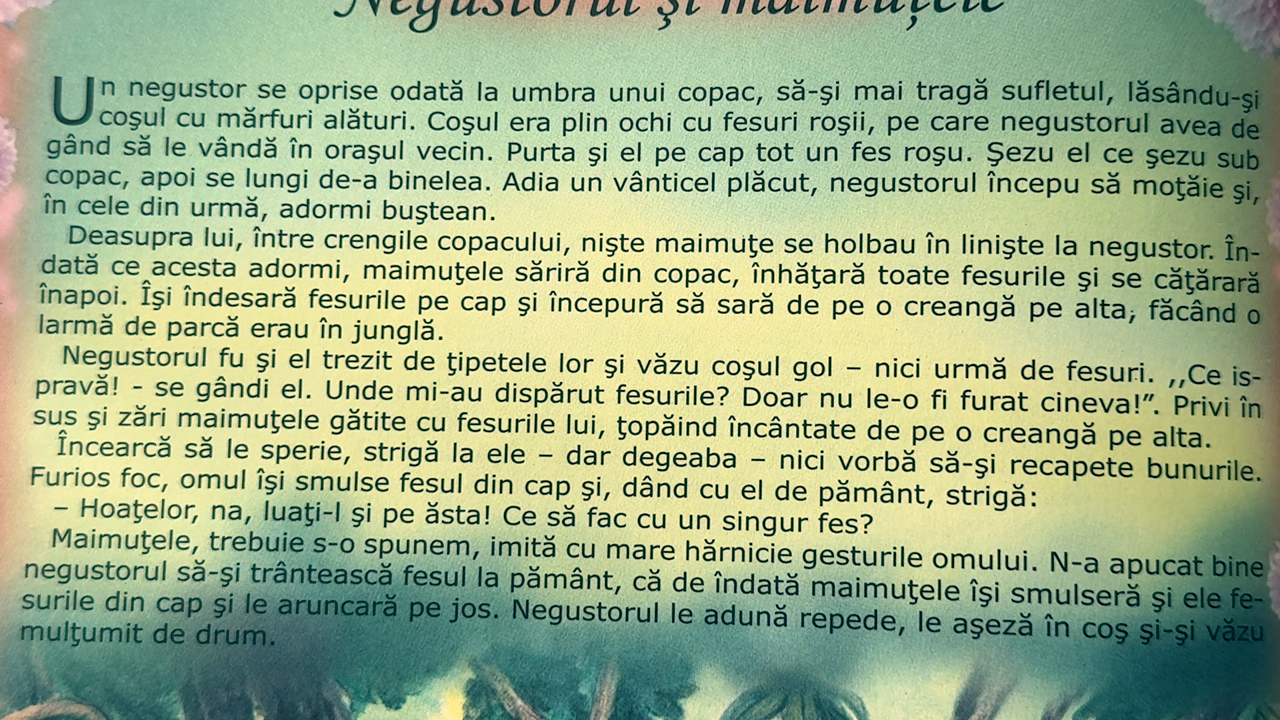 Negustorul şi maimuţele
Un negustor se oprise odată la umbra unui copac, să-şi mai tragă sufletul, lăsându-şi
coşul cu mărfuri alături. Coşul era plin ochi cu fesuri roşii, pe care negustorul avea de
gând să le vândă în oraşul vecin. Purta şi el pe cap tot un fes roşu. Şezu el ce şezu sub
copac, apoi se lungi de-a binelea. Adia un vânticel plăcut, negustorul începu să moţăie şi,
în cele din urmă, adormi buştean.
Deasupra lui, între crengile copacului, nişte maimuţe se holbau în linişte la negustor. În-
dată ce acesta adormi, maimuţele săriră din copac, înhăţară toate fesurile şi se căţărară
înapoi. Îşi îndesară fesurile pe cap şi începură să sară de pe o creangă pe alta, făcând o
larmă de parcă erau în junglă.
Negustorul fu şi el trezit de ţipetele lor şi văzu coşul gol – nici urmă de fesuri. ,,Ce is-
pravă! - se gândi el. Unde mi-au dispărut fesurile? Doar nu le-o fi furat cineva!”. Privi în
sus şi zări maimuţele gătite cu fesurile lui, ţopăind încântate de pe o creangă pe alta.
Încearcă să le sperie, strigă la ele – dar degeaba – nici vorbă să-şi recapete bunurile.
Furios foc, omul îşi smulse fesul din cap şi, dând cu el de pământ, strigă:
– Hoaţelor, na, luaţi-l şi pe ăsta! Ce să fac cu un singur fes?
Maimuţele, trebuie s-o spunem, imită cu mare hărnicie gesturile omului. N-a apucat bine
negustorul să-şi trântească fesul la pământ, că de îndată maimuţele îşi smulseră şi ele fe-
surile din cap şi le aruncară pe jos. Negustorul le adună repede, le aşeză în coş şi-şi văzu
mulţumit de drum.